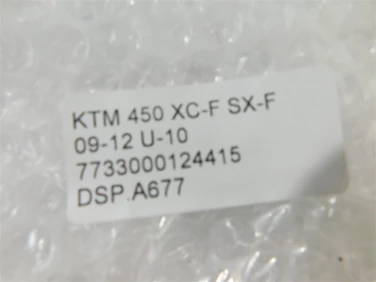 KTM 450 XC-F SX-F
09-12 U-10
7733000124415
DSP.A677